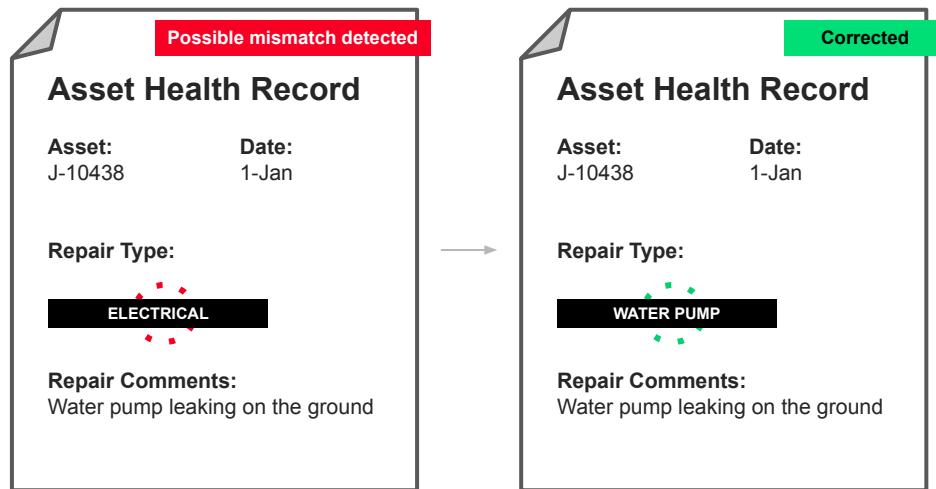 Possible mismatch detected
Asset Health Record
Asset: Date:
J-10438 1-Jan
Repair Type:
ELECTRICAL
Repair Comments:
Water pump leaking on the ground
Corrected
Asset Health Record
Asset: Date:
J-10438 1-Jan
Repair Type:
WATER PUMP
Repair Comments:
Water pump leaking on the ground